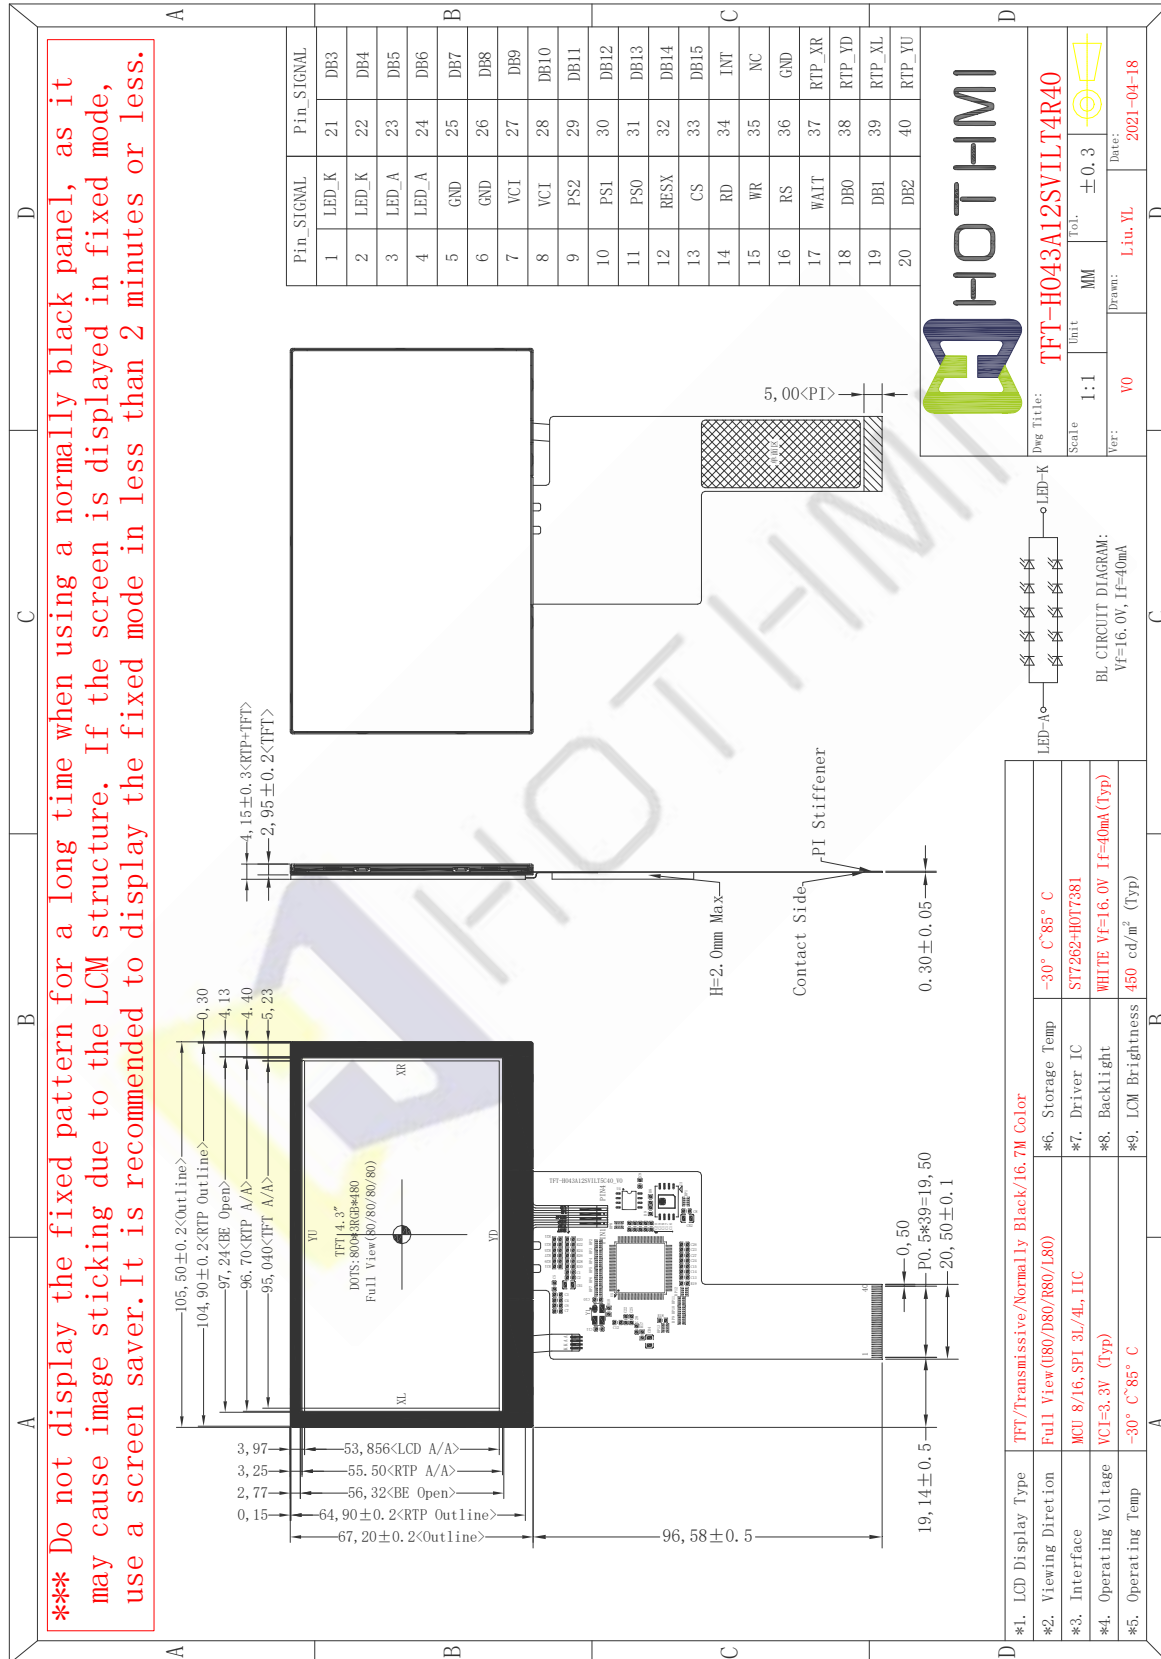 *** Do not display the fixed pattern for a long time when using a normally black panel, as it
may cause image sticking due to the LCM structure. If the screen is displayed in fixed mode,
use a screen saver.It is recommended to display the fixed mode in less than 2 minutes or less.
A
B
C
D
A
B
C
D
A
B
C
D
A
B
C
D
105,50±0.2<Outline>
104,90±0.2<RTP Outline>
97,24<BE Open>
96.70<RTP A/A>
95,040<TFT A/A>
0,30
4,13
4.40
5,23
3,97
3,25
2,77
0,15
53,856<LCD A/A>
55.50<RTP A/A>
56,32<BE Open>
64,90±0.2<RTP Outline>
67,20±0.2<Outline>
96,58±0.5
19,14±0.5
YU
TFT|4.3"
DOTS:800*3RGB*480
Full View(80/80/80/80)
XL
XR
YD
TFT-H043A12SVILT5C40_V0
PIN4
PIN1
1
40
0,50
P0.5*39=19,50
20,50±0.1
4,15±0.3<RTP+TFT>
2,95±0.2<TFT>
H=2.0mm Max
Contact Side
PI Stiffener
0.30±0.05
5,00<PI>
HOTHMI
Pin_SIGNAL Pin_SIGNAL
1 LED_K 21 DB3
2 LED_K 22 DB4
3 LED_A 23 DB5
4 LED_A 24 DB6
5 GND 25 DB7
6 GND 26 DB8
7 VCI 27 DB9
8 VCI 28 DB10
9 PS2 29 DB11
10 PS1 30 DB12
11 PS0 31 DB13
12 RESX 32 DB14
13 CS 33 DB15
14 RD 34 INT
15 WR 35 NC
16 RS 36 GND
17 WAIT 37 RTP_XR
18 DB0 38 RTP_YD
19 DB1 39 RTP_XL
20 DB2 40 RTP_YU
*1. LCD Display Type TFT/Transmissive/Normally Black/16.7M Color
*2. Viewing Diretion Full View(U80/D80/R80/L80) *6. Storage Temp -30° C~85° C
*3. Interface MCU 8/16,SPI 3L/4L,IIC *7. Driver IC ST7262+HOT7381
*4. Operating Voltage VCI=3.3V (Typ) *8. Backlight WHITE Vf=16.0V If=40mA(Typ)
*5. Operating Temp -30° C~85° C *9. LCM Brightness 450 cd/m² (Typ)
LED-A
LED-K
BL CIRCUIT DIAGRAM:
Vf=16.0V,If=40mA
HOTHMI
Dwg Title: TFT-H043A12SVILT4R40
Scale 1:1 Unit MM Tol. ±0.3
Ver: V0 Drawn: Liu.YL Date: 2021-04-18